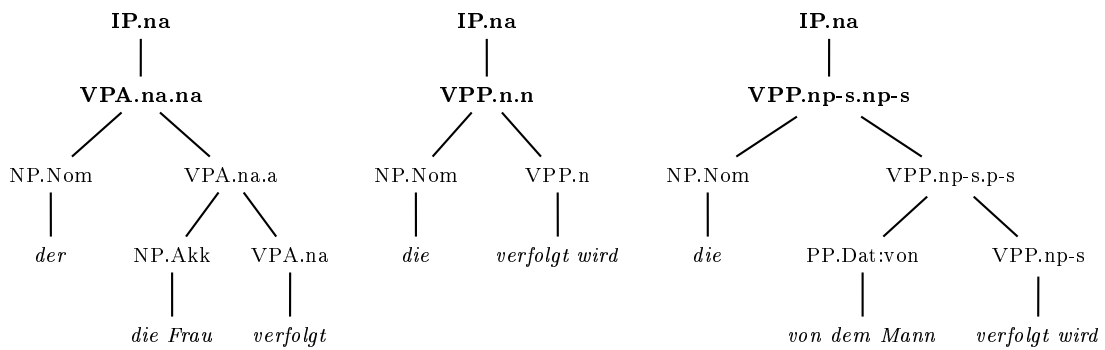 IP.na IP.na IP.na
VPA.na.na VPP.n.n VPP.np-s.np-s
NP.Nom VPA.na.a NP.Nom VPP.n NP.Nom VPP.np-s.p-s
der NP.Akk VPA.na die verfolgt wird die PP.Dat:von VPP.np-s
die Frau verfolgt von dem Mann verfolgt wird